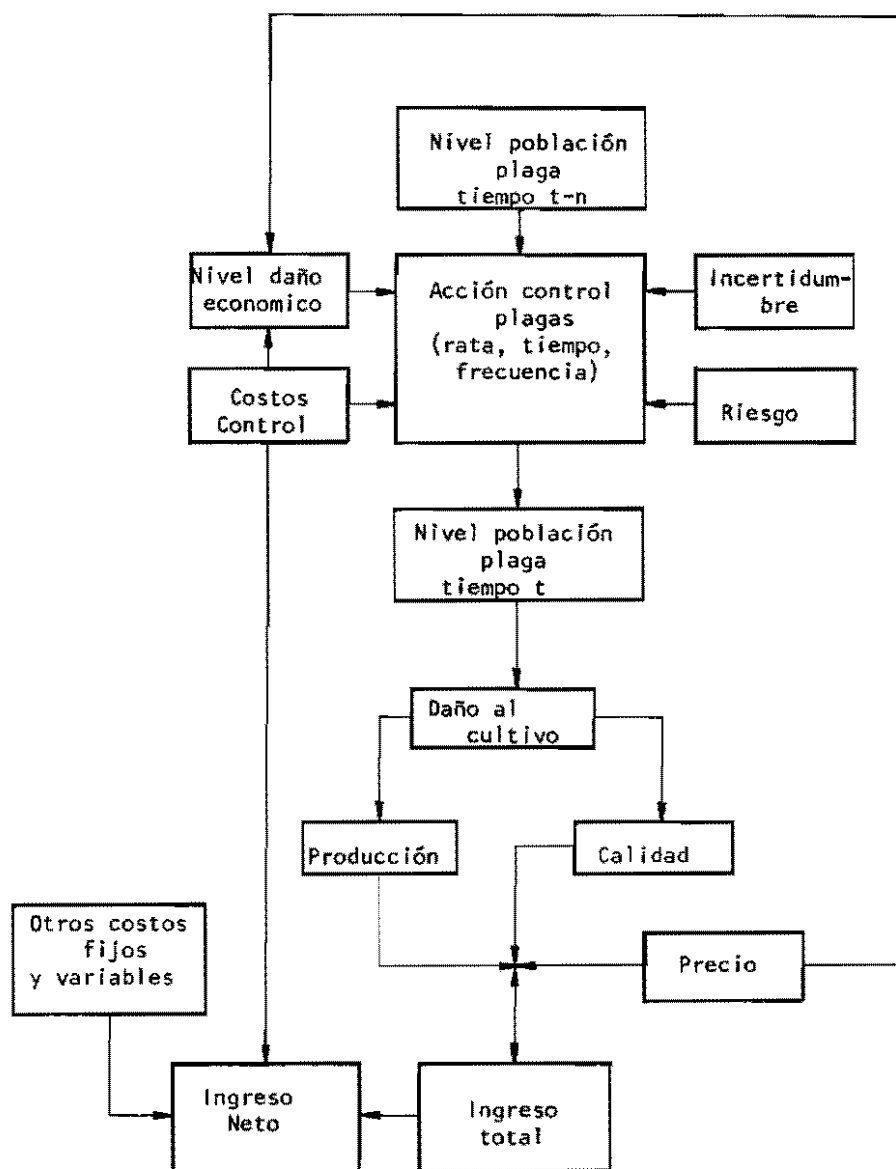 Nivel población
plaga
tiempo t-n
Nivel daño
economico
Acción control
plagas
(rata, tiempo,
frecuencia)
Incertidum-
bre
Costos
Control
Riesgo
Nivel población
plaga
tiempo t
Daño al
cultivo
Producción
Calidad
Otros costos
fijos
y variables
Precio
Ingreso
Neto
Ingreso
total